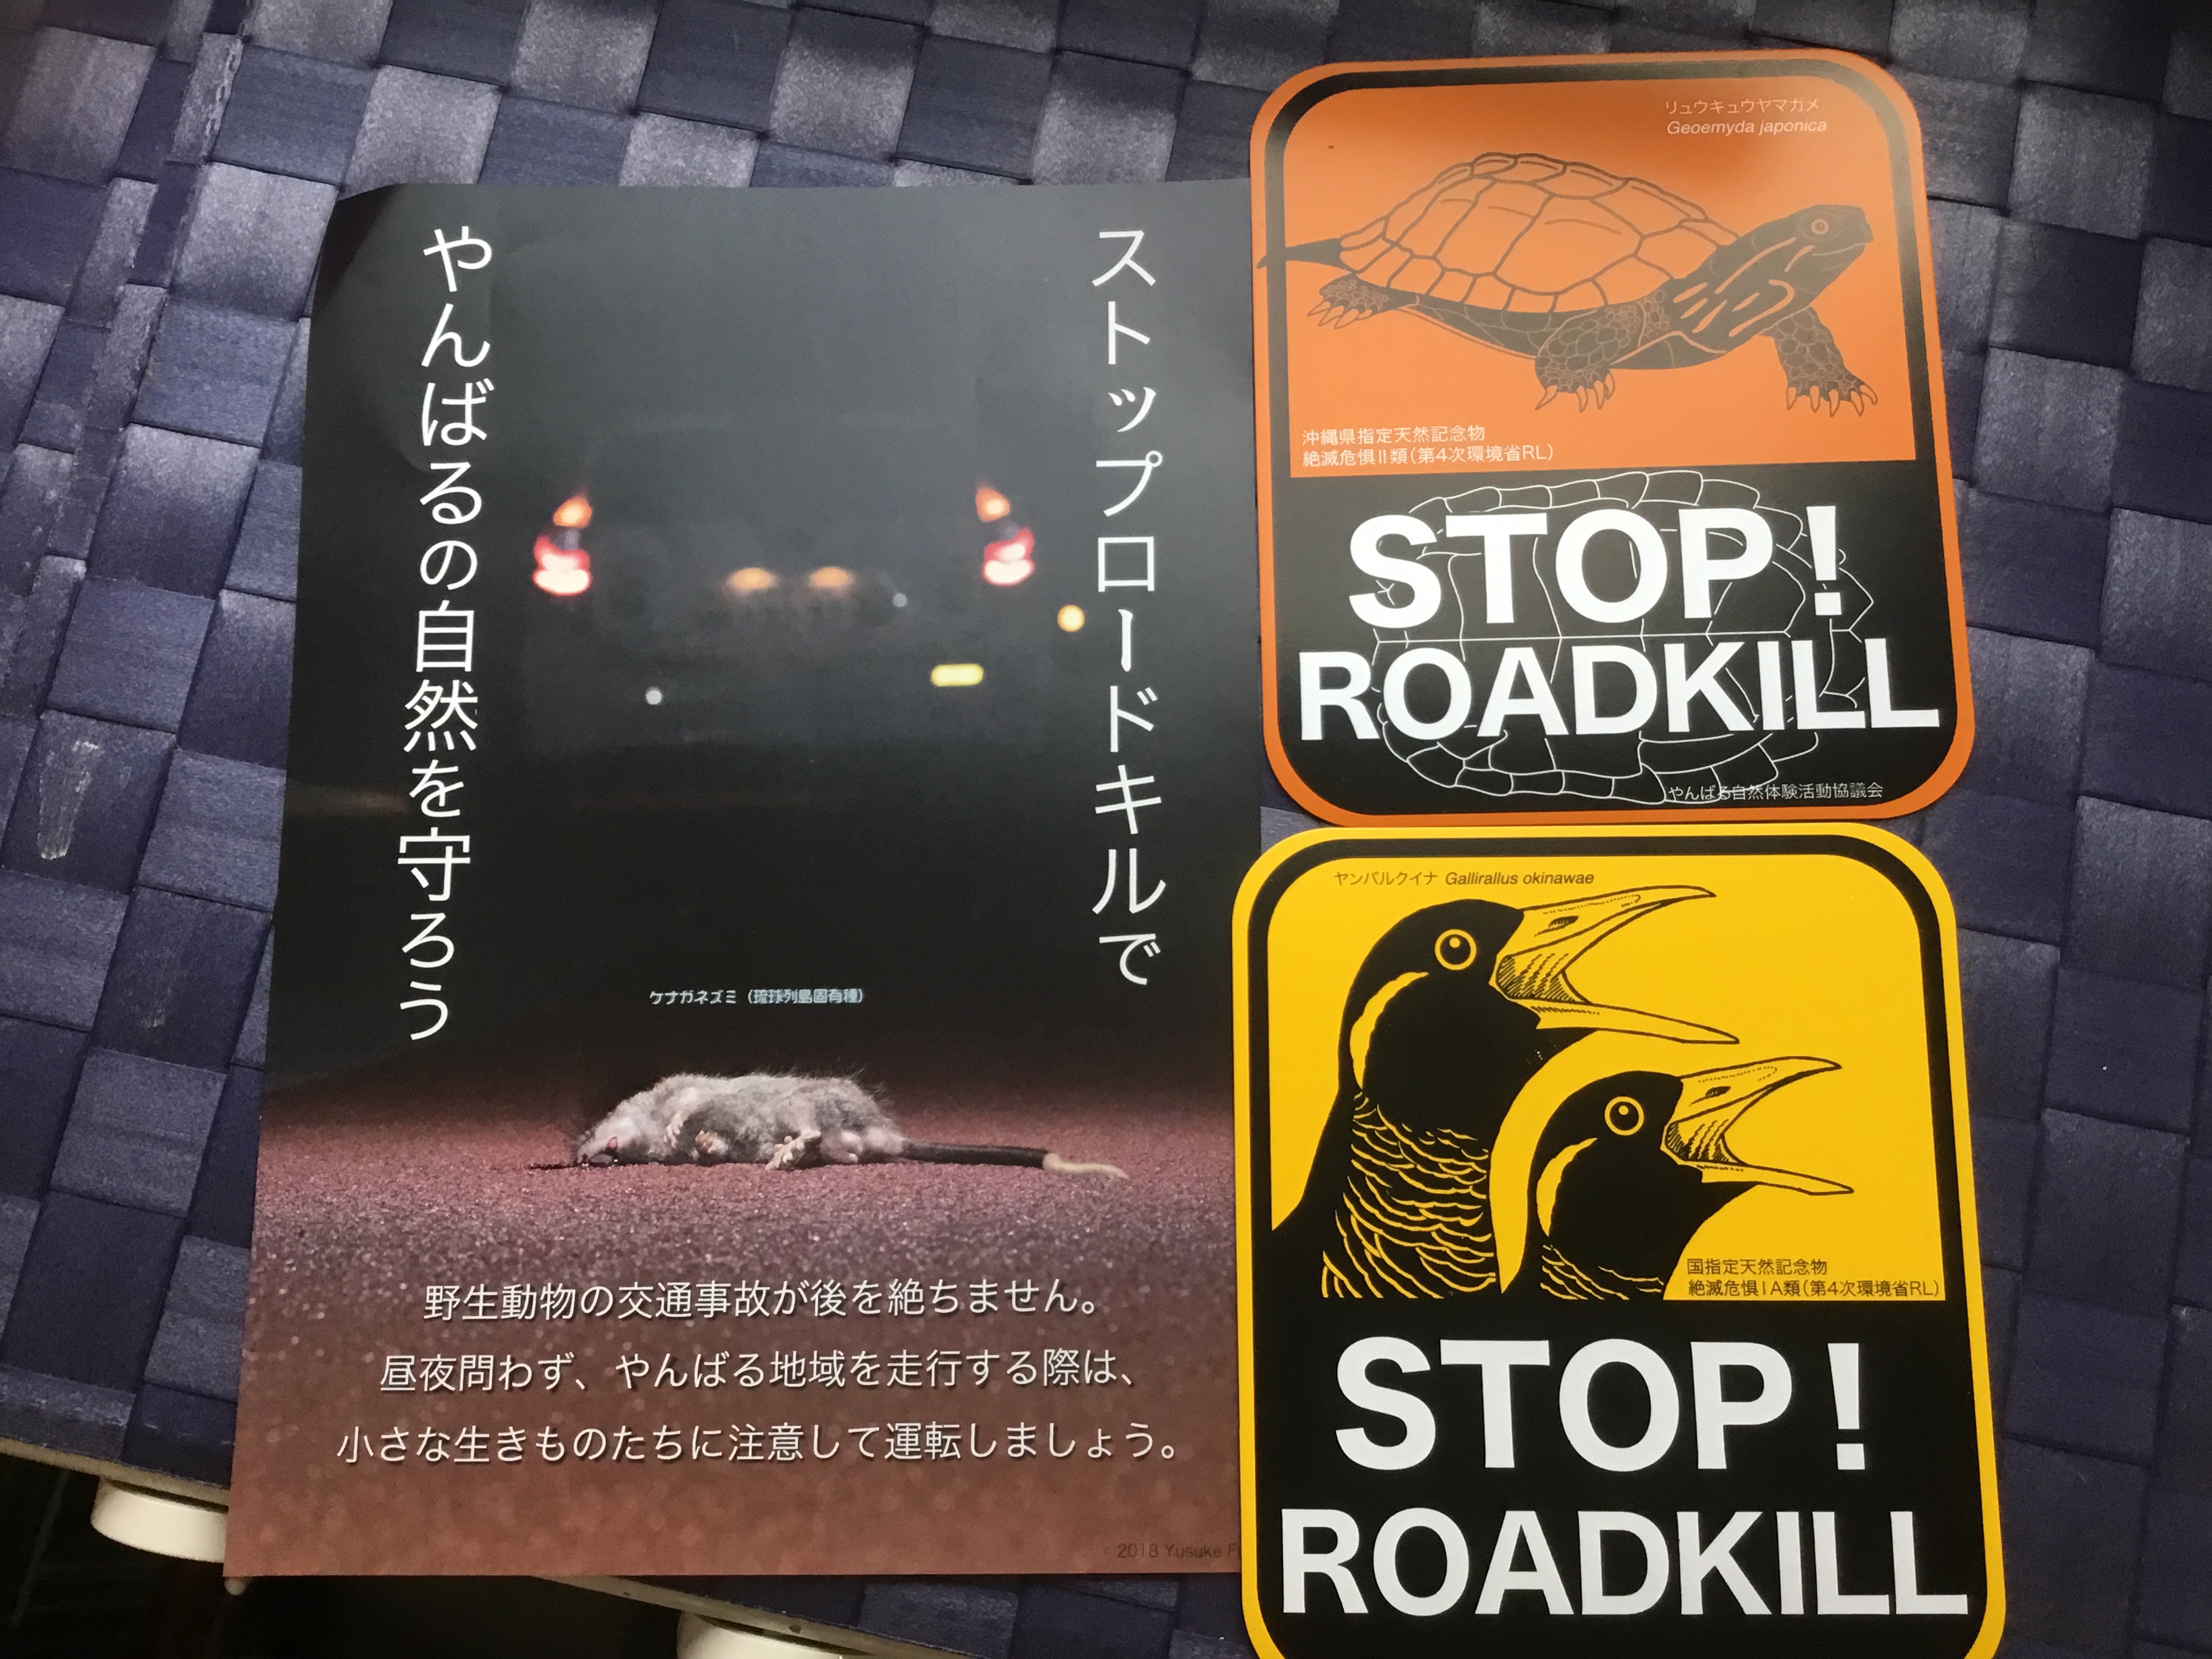 ストップロードキルで
やんばるの自然を守ろう
ケナガネズミ（琉球列島固有種）
野生動物の交通事故が後を絶ちません。
昼夜問わず、やんばる地域を走行する際は、
小さな生きものたちに注意して運転しましょう。
2018 Yusuke
リュウキュウヤマガメ
Geoemyda japonica
沖縄県指定天然記念物
絶滅危惧II類（第4次環境省RL）
STOP!
ROADKILL
やんばる自然体験活動協議会
ヤンバルクイナ Gallirallus okinawae
国指定天然記念物
絶滅危惧IA類（第4次環境省RL）
STOP!
ROADKILL